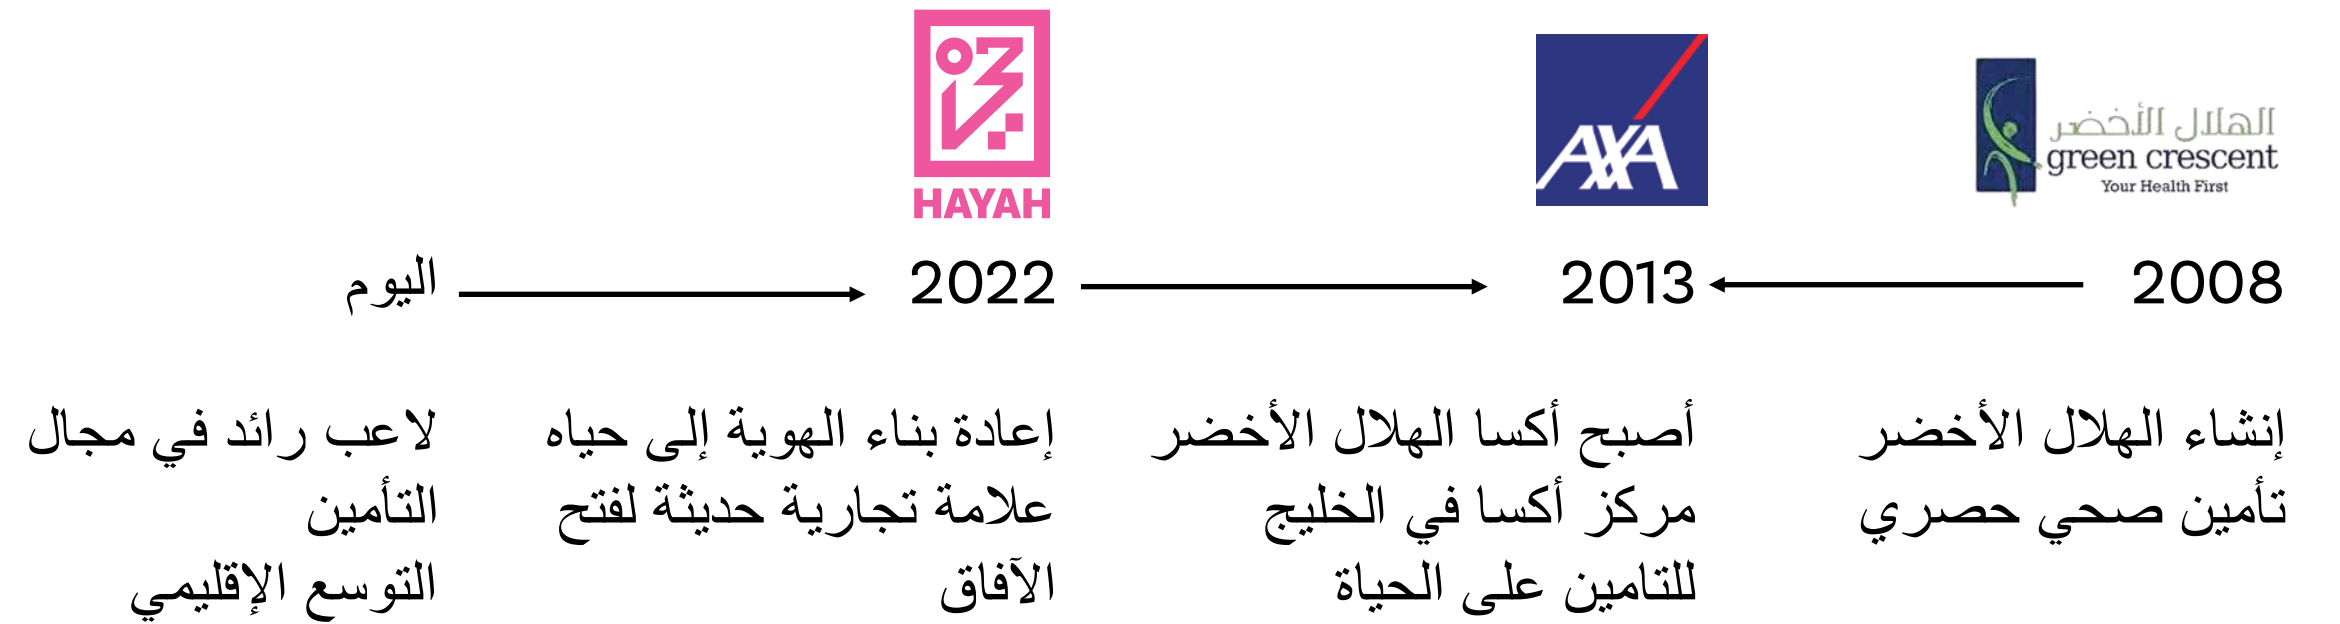 الهلال الأخضر
green crescent
Your Health First
2008
إنشاء الهلال الأخضر
تأمين صحي حصري
AXA
2013
أصبح أكسا الهلال الأخضر
مركز أكسا في الخليج
للتامين على الحياة
حياه
HAYAH
2022
إعادة بناء الهوية إلى حياه
علامة تجارية حديثة لفتح
الآفاق
اليوم
لاعب رائد في مجال
التأمين
التوسع الإقليمي